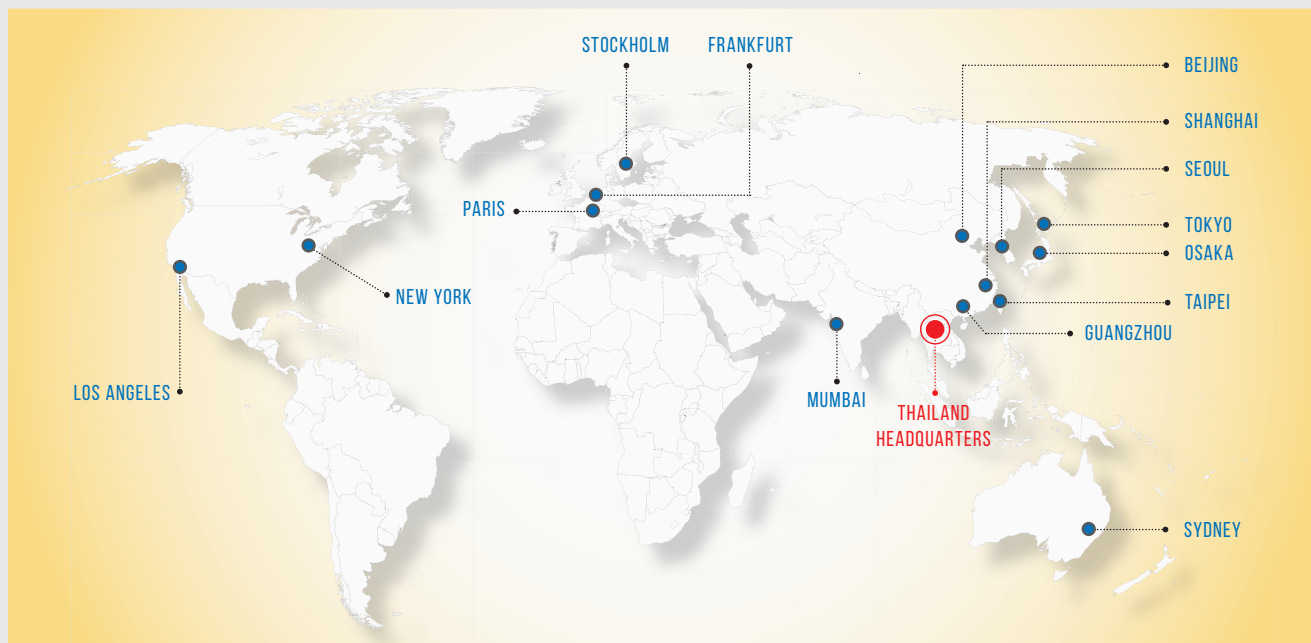 STOCKHOLM
FRANKFURT
BEIJING
SHANGHAI
SEOUL
PARIS
TOKYO
OSAKA
NEW YORK
TAIPEI
GUANGZHOU
LOS ANGELES
MUMBAI
THAILAND
HEADQUARTERS
SYDNEY